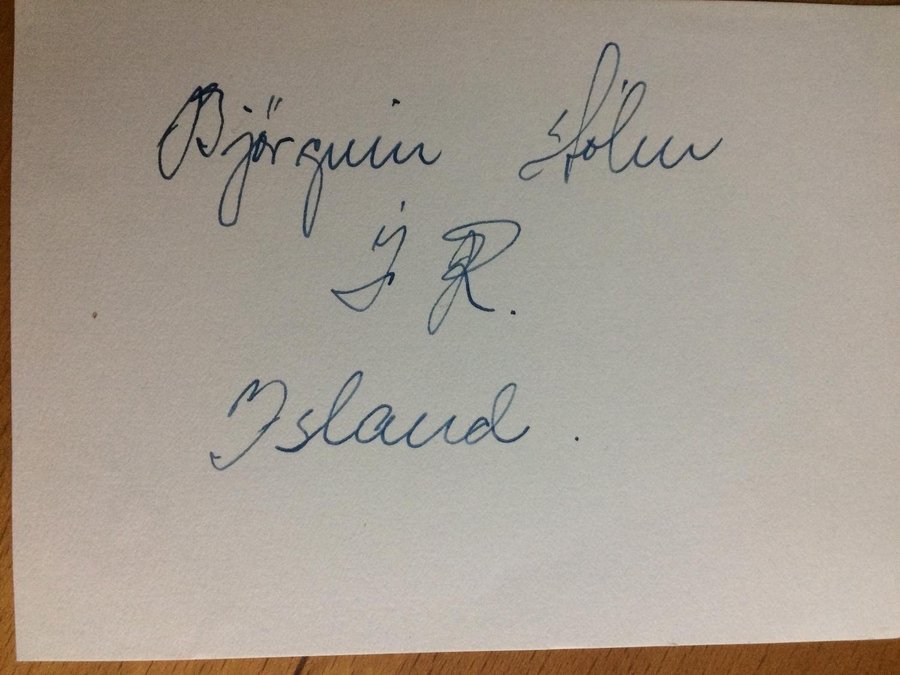 Björgvin Hólm
Í R.
Island.